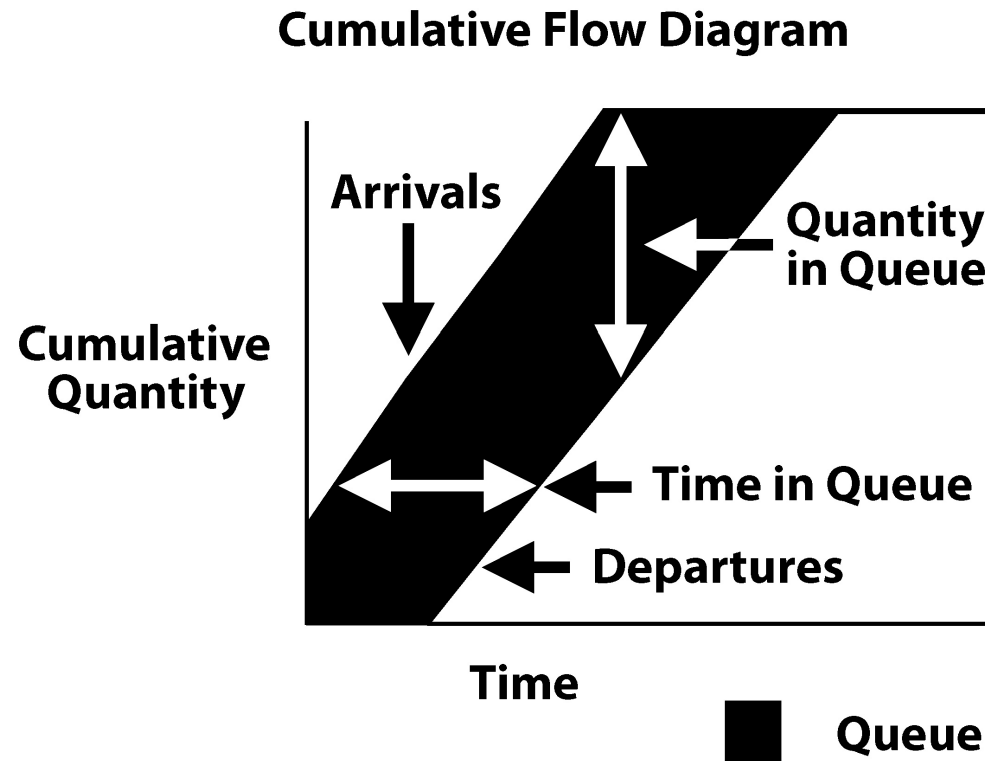 Cumulative Flow Diagram
Arrivals
Quantity
in Queue
Cumulative
Quantity
Time in Queue
Departures
Time
Queue